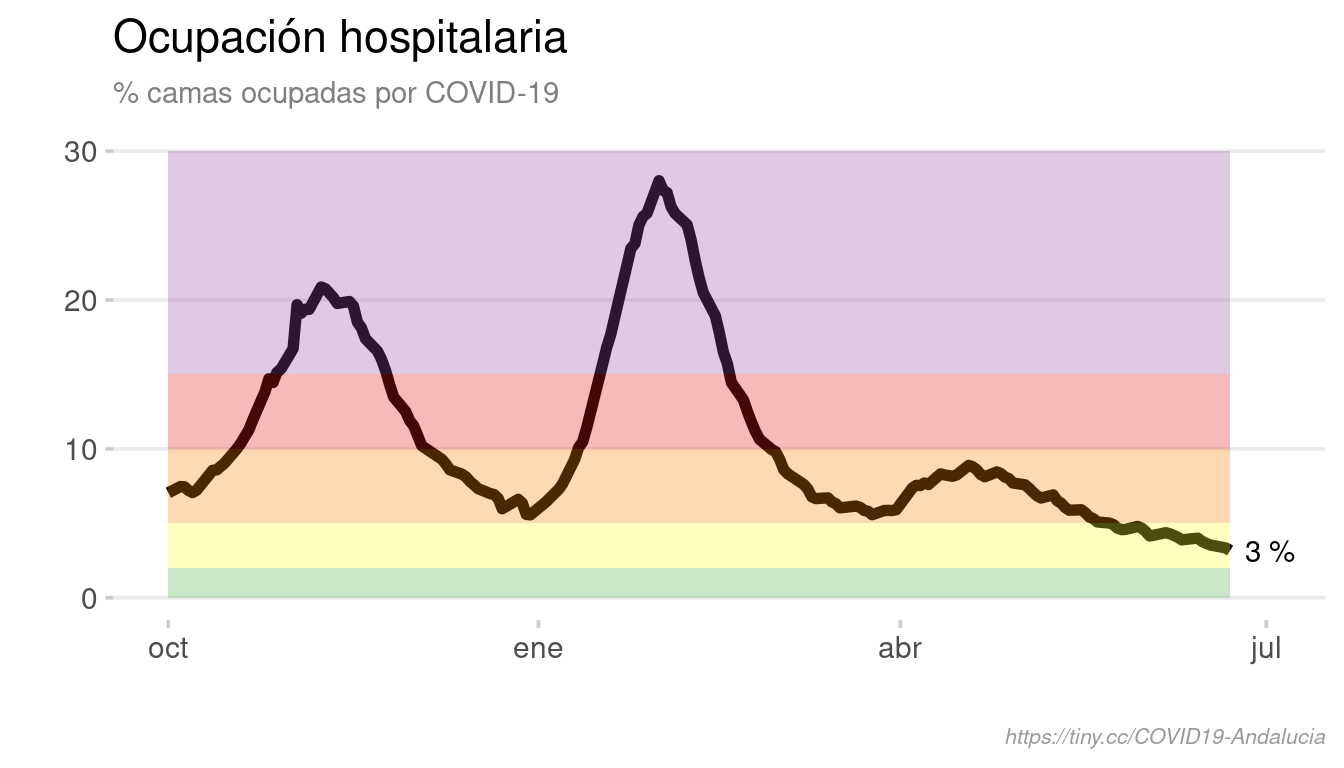 Ocupación hospitalaria
% camas ocupadas por COVID-19
30
20
10
0
3 %
oct ene abr jul
https://tiny.cc/COVID19-Andalucia